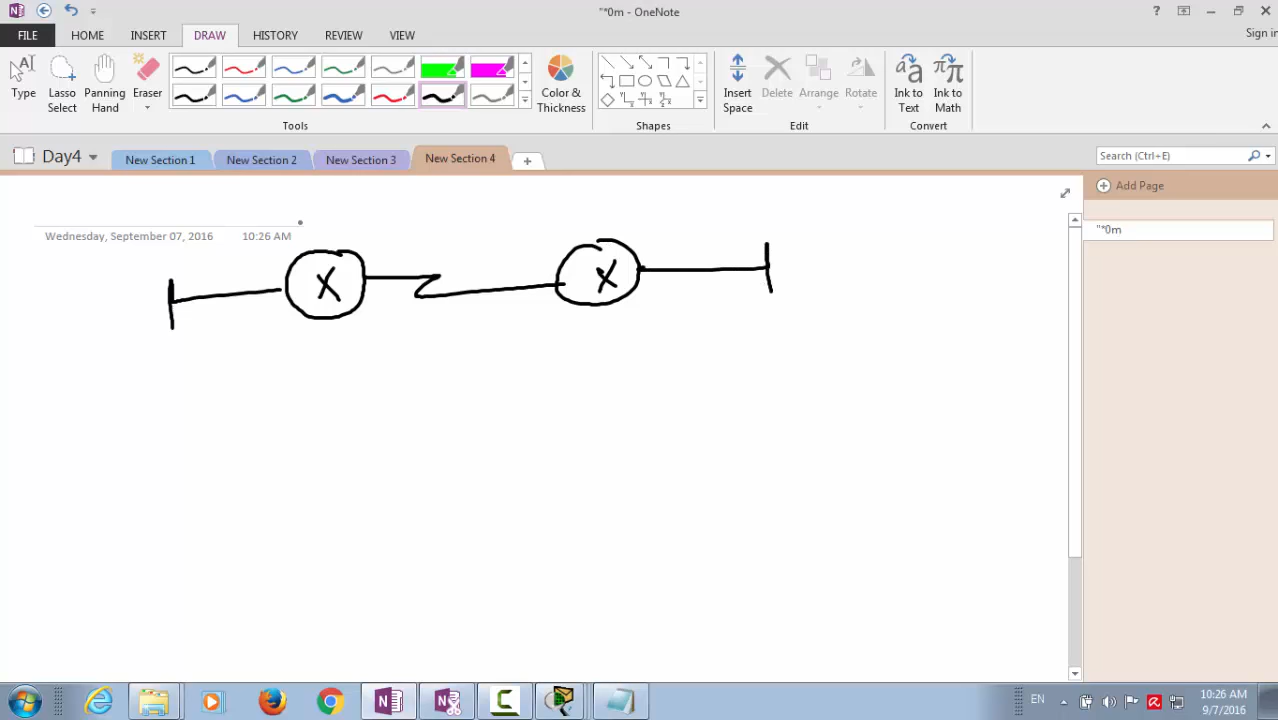 "*0m - OneNote
FILE HOME INSERT DRAW HISTORY REVIEW VIEW Sign in
Type
Lasso Select
Panning Hand
Eraser
Color & Thickness
Insert Space
Delete
Arrange
Rotate
Ink to Text
Ink to Math
Tools Shapes Edit Convert
Day4 New Section 1 New Section 2 New Section 3 New Section 4 Search (Ctrl+E)
Add Page
"*0m
Wednesday, September 07, 2016 10:26 AM
X X
EN 10:26 AM
9/7/2016